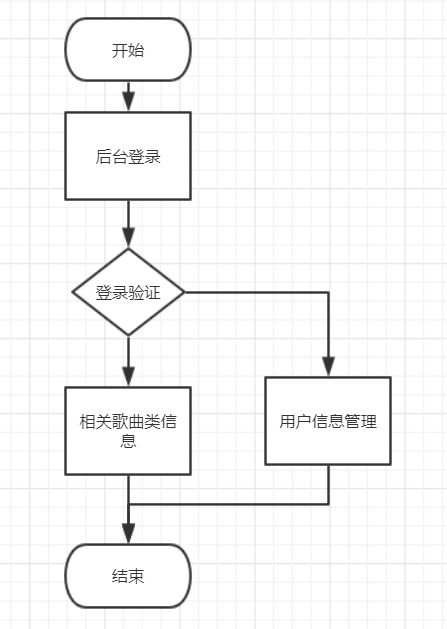 开始
后台登录
登录验证
相关歌曲类信
息
用户信息管理
结束